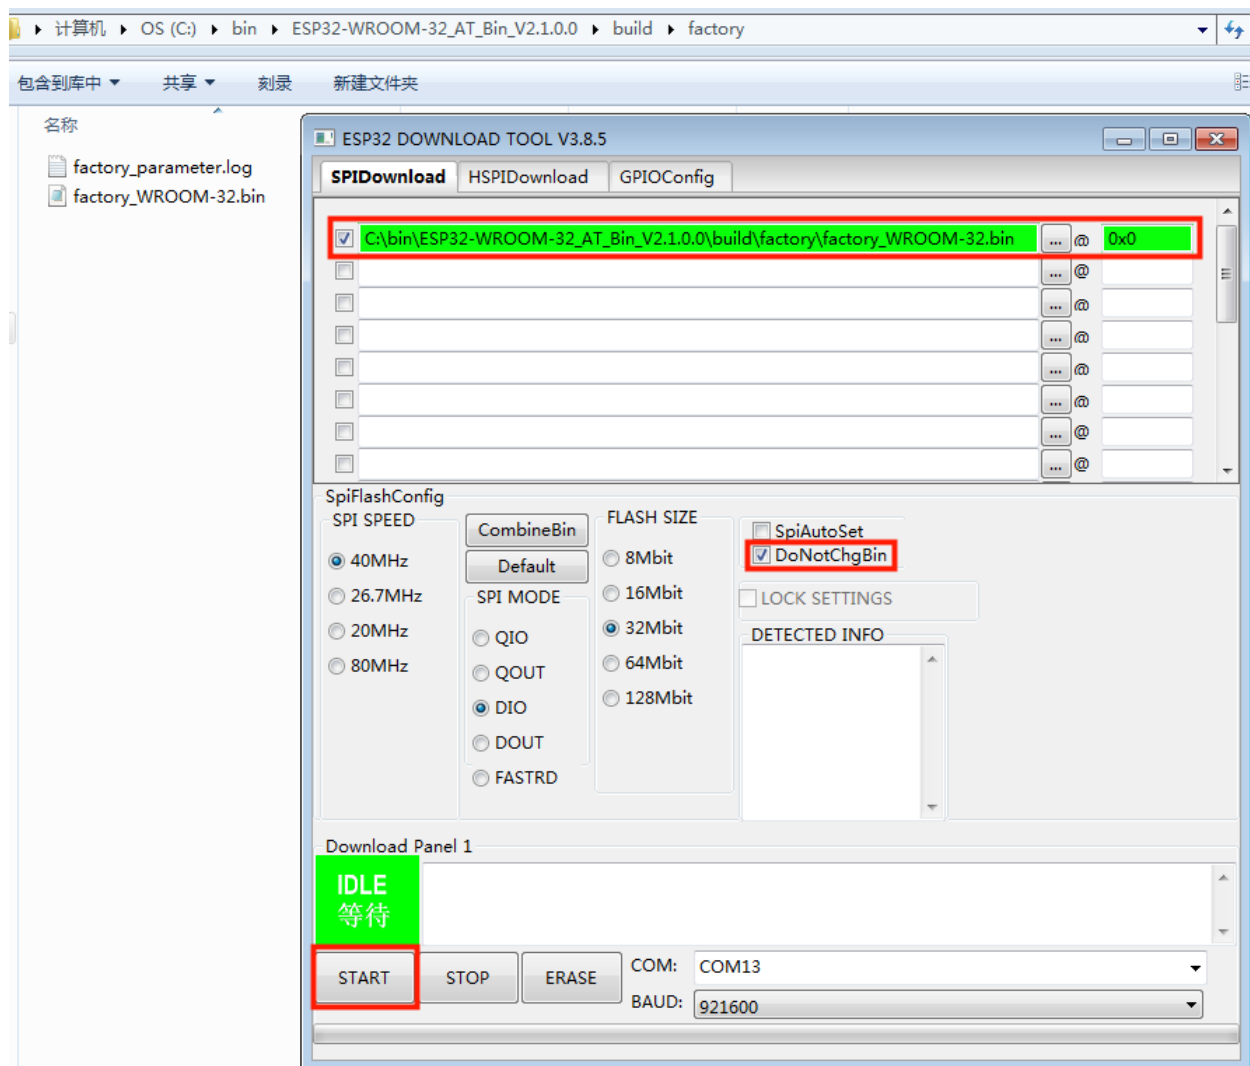 计算机 OS (C:) bin ESP32-WROOM-32_AT_Bin_V2.1.0.0 build factory
包含到库中 共享 刻录 新建文件夹
名称
factory_parameter.log
factory_WROOM-32.bin
ESP32 DOWNLOAD TOOL V3.8.5
SPIDownload HSPIDownload GPIOConfig
C:\bin\ESP32-WROOM-32_AT_Bin_V2.1.0.0\build\factory\factory_WROOM-32.bin ... @ 0x0
... @
... @
... @
... @
... @
... @
... @
SpiFlashConfig
SPI SPEED
40MHz
26.7MHz
20MHz
80MHz
CombineBin
Default
SPI MODE
QIO
QOUT
DIO
DOUT
FASTRD
FLASH SIZE
8Mbit
16Mbit
32Mbit
64Mbit
128Mbit
SpiAutoSet
DoNotChgBin
LOCK SETTINGS
DETECTED INFO
Download Panel 1
IDLE
等待
START STOP ERASE
COM: COM13
BAUD: 921600